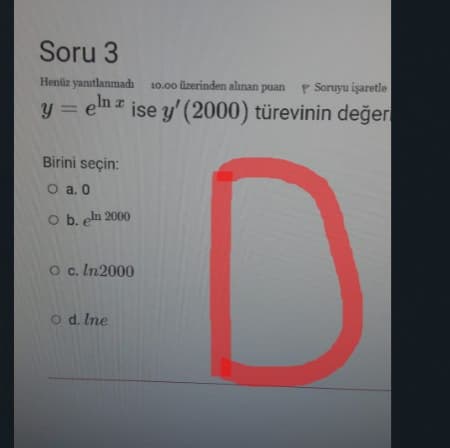 Soru 3
Henüz yanıtlanmadı 10.00 üzerinden alınan puan Soruyu işaretle
y = e^{ln x} ise y'(2000) türevinin değeri
Birini seçin:
a. 0
b. e^{ln 2000}
c. ln2000
d. lne
D